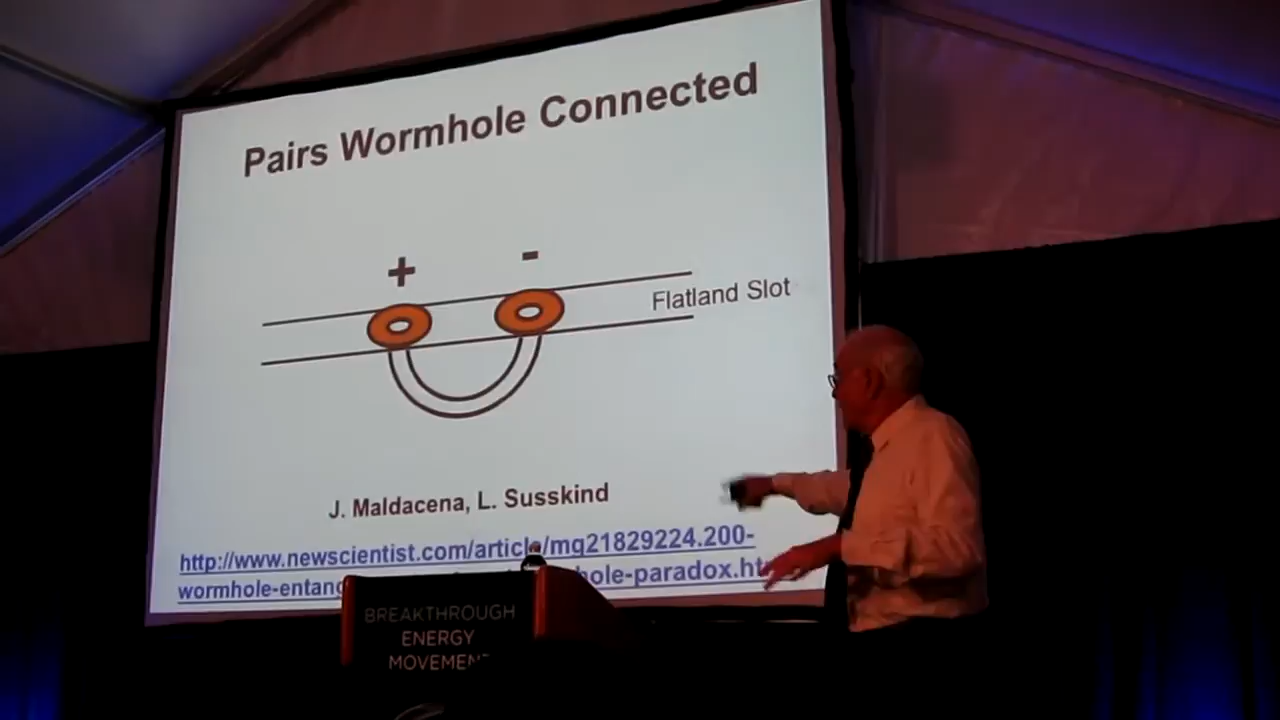 Pairs Wormhole Connected
+ -
Flatland Slot
J. Maldacena, L. Susskind
http://www.newscientist.com/article/mg21829224.200-
wormhole-entang hole-paradox.ht
BREAKTHROUGH
ENERGY
MOVEMENT